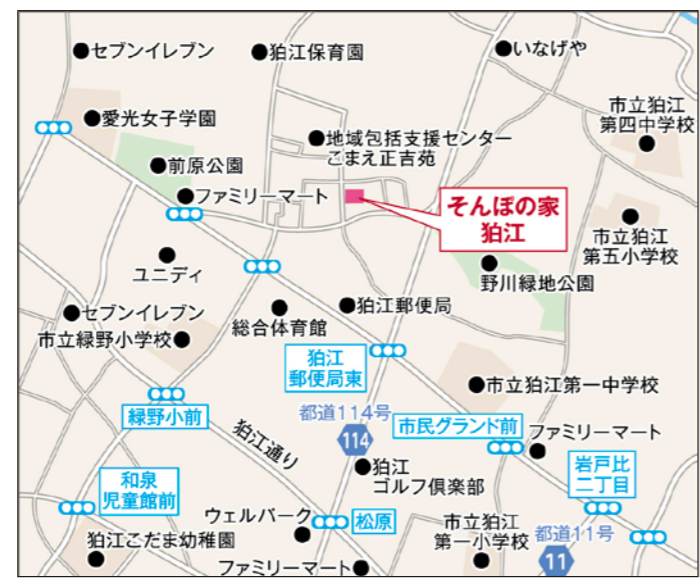 セブンイレブン
狛江保育園
いなげや
愛光女子学園
市立狛江
第四中学校
地域包括支援センター
こまえ正吉苑
前原公園
ファミリーマート
そんぽの家
狛江
市立狛江
第五小学校
ユニディ
野川緑地公園
セブンイレブン
総合体育館
狛江郵便局
市立緑野小学校
狛江
郵便局東
市立狛江第一中学校
緑野小前
狛江通り
都道114号
114
市民グランド前
ファミリーマート
狛江
ゴルフ倶楽部
岩戸比
二丁目
和泉
児童館前
ウェルパーク
松原
市立狛江
第一小学校
都道11号
11
狛江こだま幼稚園
ファミリーマート